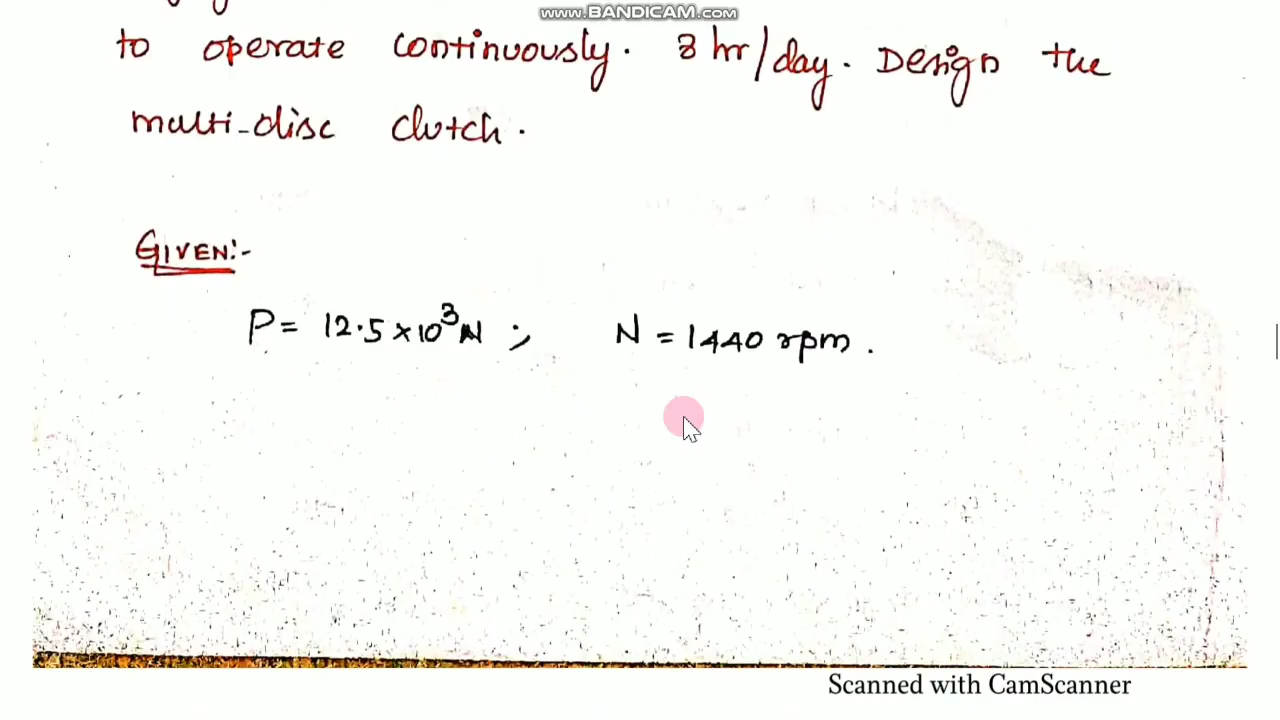 www.BANDICAM.com
to operate continuously. 8 hr/day. Design the
multi-disc clutch.
GIVEN:-
P = 12.5 × 10³ N ; N = 1440 rpm.
Scanned with CamScanner